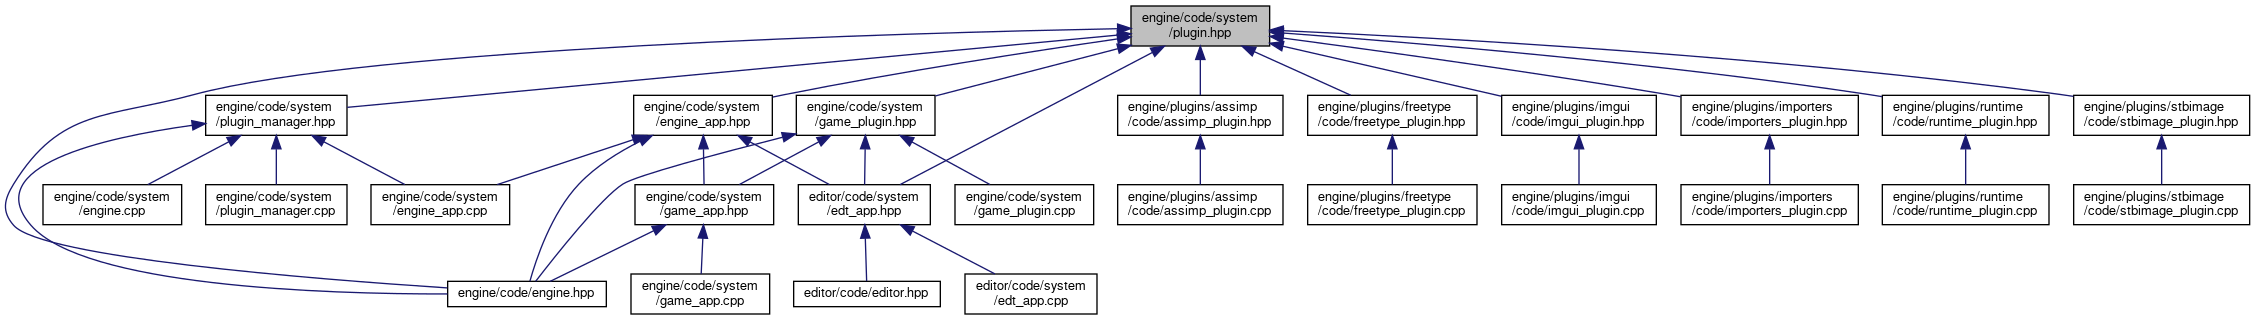 engine/code/system
/plugin.hpp
engine/code/system
/plugin_manager.hpp
engine/code/system
/engine_app.hpp
engine/code/system
/game_plugin.hpp
engine/plugins/assimp
/code/assimp_plugin.hpp
engine/plugins/freetype
/code/freetype_plugin.hpp
engine/plugins/imgui
/code/imgui_plugin.hpp
engine/plugins/importers
/code/importers_plugin.hpp
engine/plugins/runtime
/code/runtime_plugin.hpp
engine/plugins/stbimage
/code/stbimage_plugin.hpp
engine/code/system
/engine.cpp
engine/code/system
/plugin_manager.cpp
engine/code/system
/engine_app.cpp
engine/code/system
/game_app.hpp
editor/code/system
/edt_app.hpp
engine/code/system
/game_plugin.cpp
engine/plugins/assimp
/code/assimp_plugin.cpp
engine/plugins/freetype
/code/freetype_plugin.cpp
engine/plugins/imgui
/code/imgui_plugin.cpp
engine/plugins/importers
/code/importers_plugin.cpp
engine/plugins/runtime
/code/runtime_plugin.cpp
engine/plugins/stbimage
/code/stbimage_plugin.cpp
engine/code/engine.hpp
engine/code/system
/game_app.cpp
editor/code/editor.hpp
editor/code/system
/edt_app.cpp